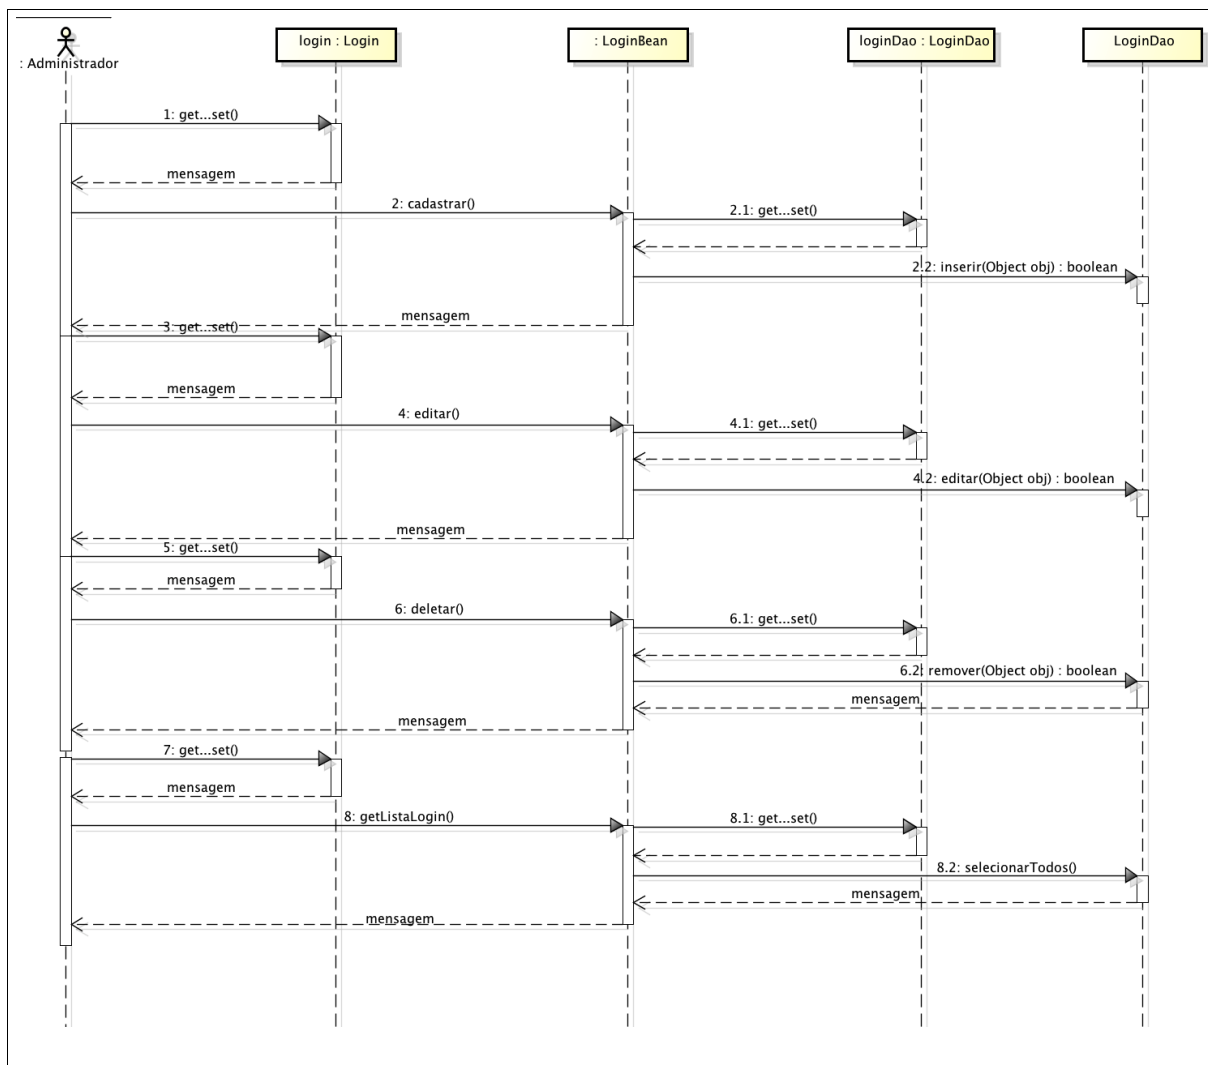 : Administrador
login : Login
: LoginBean
loginDao : LoginDao
LoginDao
1: get...set()
mensagem
2: cadastrar()
2.1: get...set()
2.2: inserir(Object obj) : boolean
mensagem
3: get...set()
mensagem
4: editar()
4.1: get...set()
4.2: editar(Object obj) : boolean
mensagem
5: get...set()
mensagem
6: deletar()
6.1: get...set()
6.2: remover(Object obj) : boolean
mensagem
mensagem
7: get...set()
mensagem
8: getListaLogin()
8.1: get...set()
8.2: selecionarTodos()
mensagem
mensagem